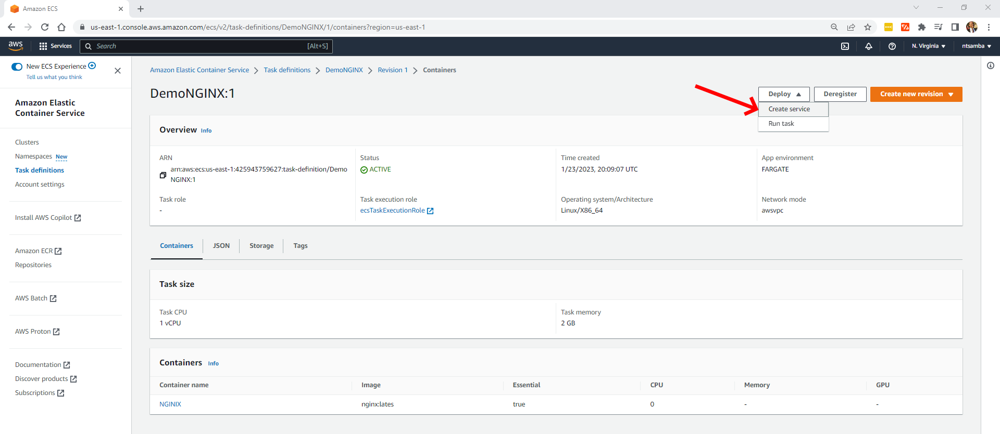 Amazon ECS
us-east-1.console.aws.amazon.com/ecs/v2/task-definitions/DemoNGINX/1/containers?region=us-east-1
aws
Services
Search
[Alt+S]
N. Virginia
ntsamba
New ECS Experience
Tell us what you think
Amazon Elastic
Container Service
Clusters
Namespaces New
Task definitions
Account settings
Install AWS Copilot
Amazon ECR
Repositories
AWS Batch
AWS Proton
Documentation
Discover products
Subscriptions
Amazon Elastic Container Service
Task definitions
DemoNGINX
Revision 1
Containers
DemoNGINX:1
Deploy
Deregister
Create new revision
Create service
Run task
Overview Info
ARN
arn:aws:ecs:us-east-1:425943759627:task-definition/Demo
NGINX:1
Status
ACTIVE
Time created
1/23/2023, 20:09:07 UTC
App environment
FARGATE
Task role
-
Task execution role
ecsTaskExecutionRole
Operating system/Architecture
Linux/X86_64
Network mode
awsvpc
Containers
JSON
Storage
Tags
Task size
Task CPU
1 vCPU
Task memory
2 GB
Containers Info
Container name Image Essential CPU Memory GPU
NGINIX nginx:lates true 0 - -